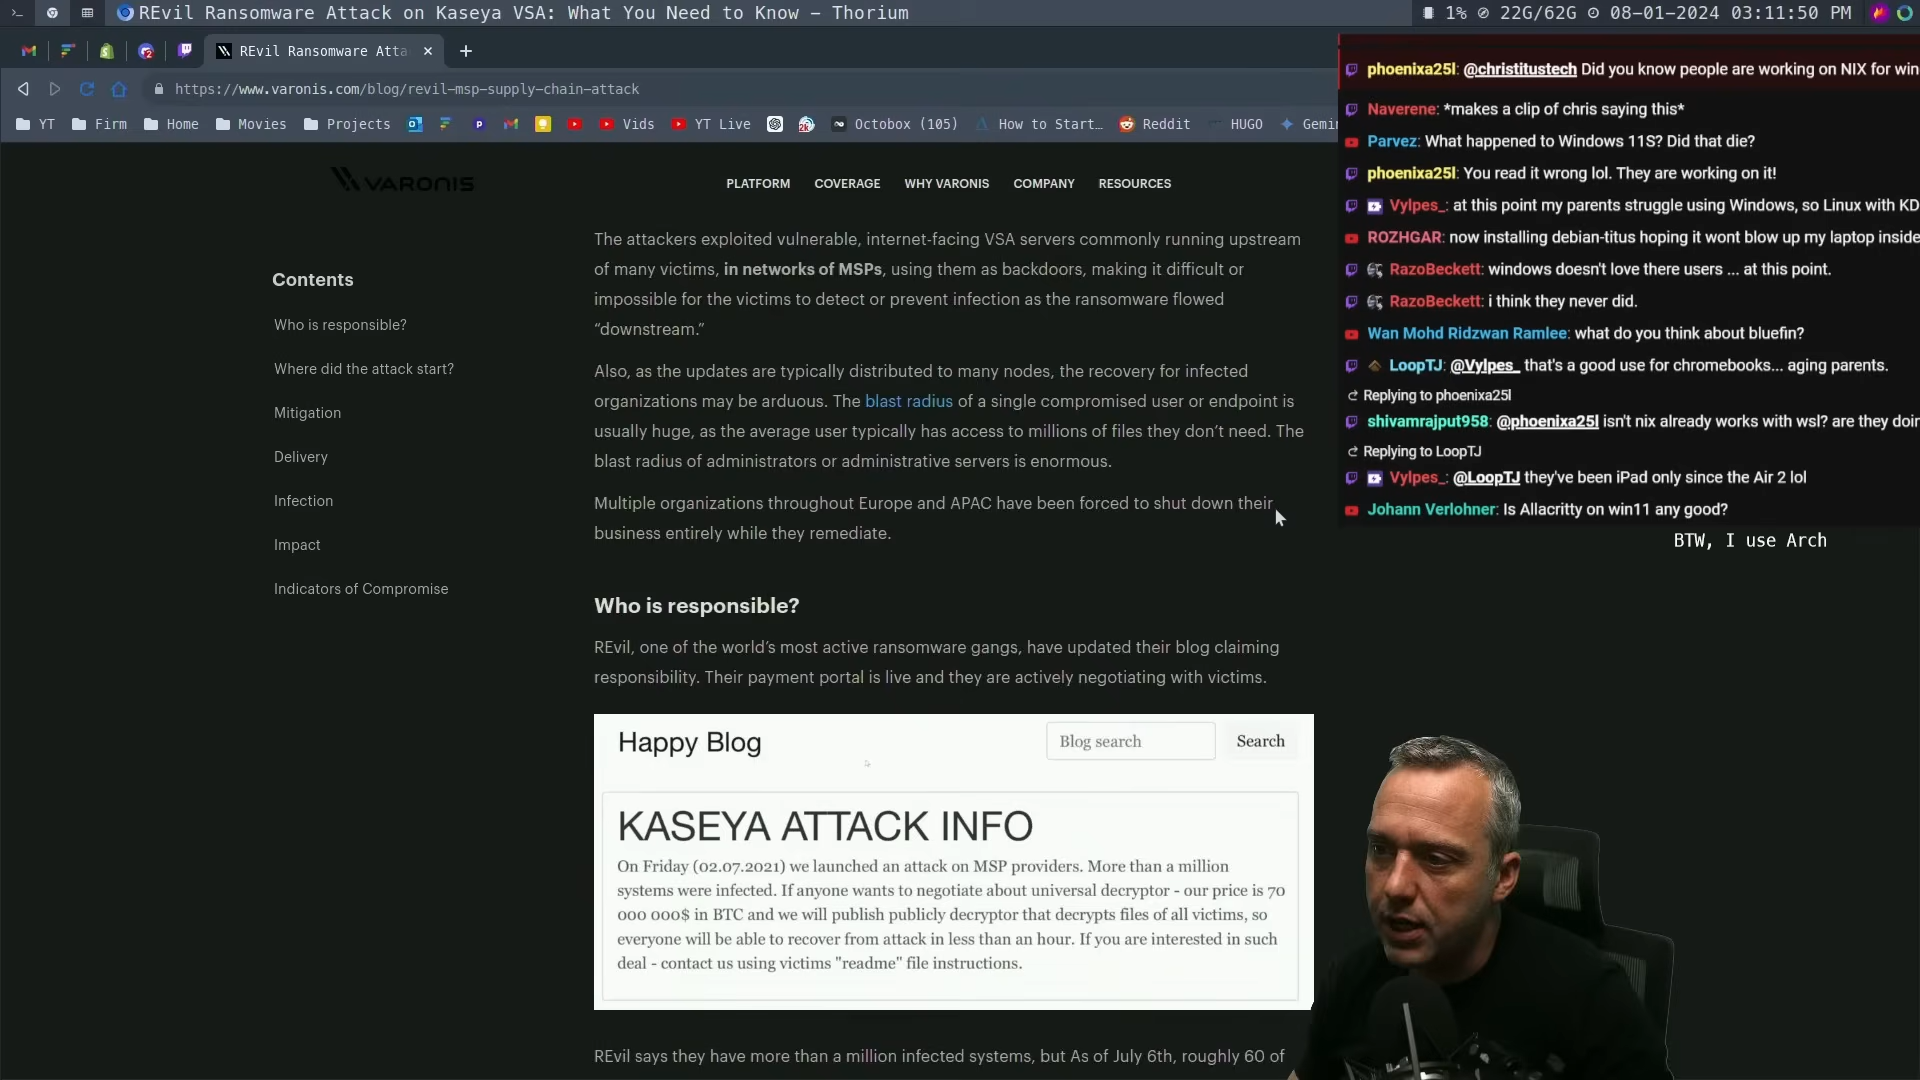 REvil Ransomware Attack on Kaseya VSA: What You Need to Know – Thorium
1% 22G/62G 08-01-2024 03:11:50 PM
REvil Ransomware Atta
https://www.varonis.com/blog/revil-msp-supply-chain-attack
YT Firm Home Movies Projects Vids YT Live Octobox (105) How to Start… Reddit HUGO Gemin
VARONIS
PLATFORM COVERAGE WHY VARONIS COMPANY RESOURCES
Contents
Who is responsible?
Where did the attack start?
Mitigation
Delivery
Infection
Impact
Indicators of Compromise
The attackers exploited vulnerable, internet-facing VSA servers commonly running upstream
of many victims, in networks of MSPs, using them as backdoors, making it difficult or
impossible for the victims to detect or prevent infection as the ransomware flowed
“downstream.”
Also, as the updates are typically distributed to many nodes, the recovery for infected
organizations may be arduous. The blast radius of a single compromised user or endpoint is
usually huge, as the average user typically has access to millions of files they don’t need. The
blast radius of administrators or administrative servers is enormous.
Multiple organizations throughout Europe and APAC have been forced to shut down their
business entirely while they remediate.
Who is responsible?
REvil, one of the world’s most active ransomware gangs, have updated their blog claiming
responsibility. Their payment portal is live and they are actively negotiating with victims.
Happy Blog
Blog search
Search
KASEYA ATTACK INFO
On Friday (02.07.2021) we launched an attack on MSP providers. More than a million
systems were infected. If anyone wants to negotiate about universal decryptor - our price is 70
000 000$ in BTC and we will publish publicly decryptor that decrypts files of all victims, so
everyone will be able to recover from attack in less than an hour. If you are interested in such
deal - contact us using victims "readme" file instructions.
REvil says they have more than a million infected systems, but As of July 6th, roughly 60 of
phoenixa25l: @christitustech Did you know people are working on NIX for win
Naverene: *makes a clip of chris saying this*
Parvez: What happened to Windows 11S? Did that die?
phoenixa25l: You read it wrong lol. They are working on it!
Vylpes_: at this point my parents struggle using Windows, so Linux with KD
ROZHGAR: now installing debian-titus hoping it wont blow up my laptop inside
RazoBeckett: windows doesn't love there users ... at this point.
RazoBeckett: i think they never did.
Wan Mohd Ridzwan Ramlee: what do you think about bluefin?
LoopTJ: @Vylpes_ that's a good use for chromebooks... aging parents.
Replying to phoenixa25l
shivamrajput958: @phoenixa25l isn't nix already works with wsl? are they doin
Replying to LoopTJ
Vylpes_: @LoopTJ they've been iPad only since the Air 2 lol
Johann Verlohner: Is Allacritty on win11 any good?
BTW, I use Arch